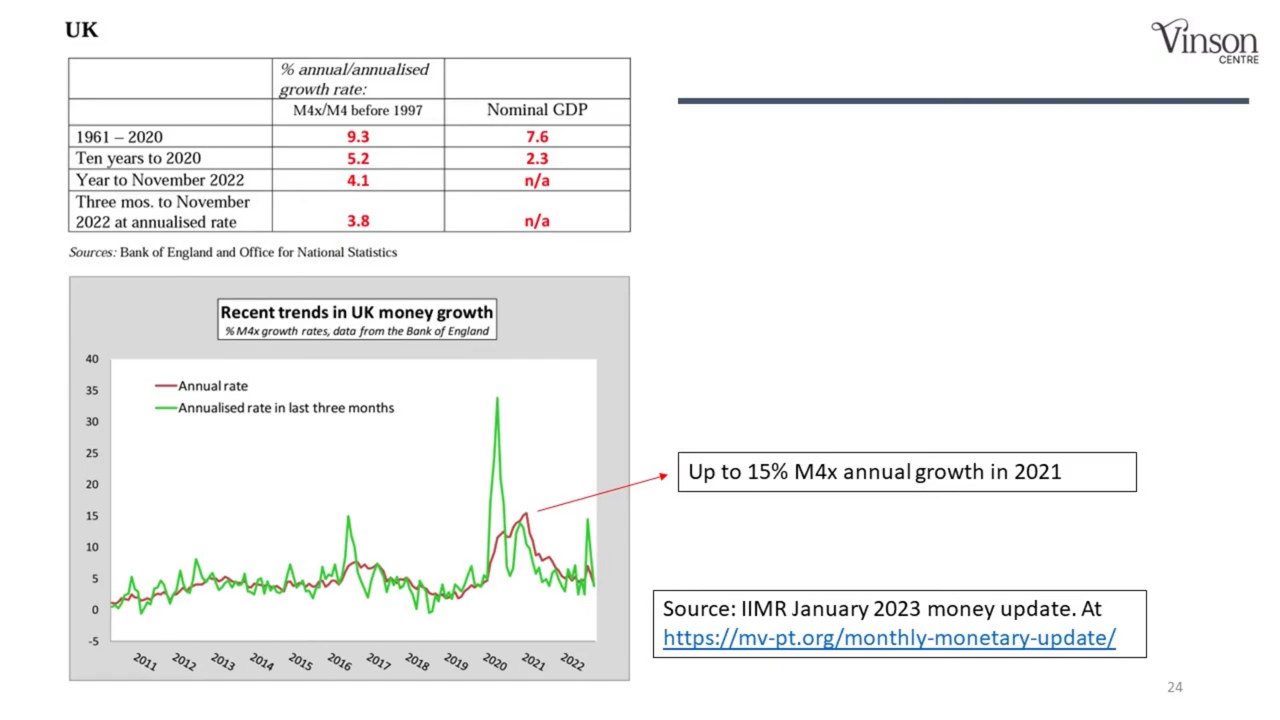 UK
Vinson
CENTRE
% annual/annualised
growth rate:
M4x/M4 before 1997 Nominal GDP
1961 – 2020 9.3 7.6
Ten years to 2020 5.2 2.3
Year to November 2022 4.1 n/a
Three mos. to November
2022 at annualised rate 3.8 n/a
Sources: Bank of England and Office for National Statistics
Recent trends in UK money growth
% M4x growth rates, data from the Bank of England
40
35
30
25
20
15
10
5
0
-5
Annual rate
Annualised rate in last three months
2011 2012 2013 2014 2015 2016 2017 2018 2019 2020 2021 2022
Up to 15% M4x annual growth in 2021
Source: IIMR January 2023 money update. At
https://mv-pt.org/monthly-monetary-update/
24